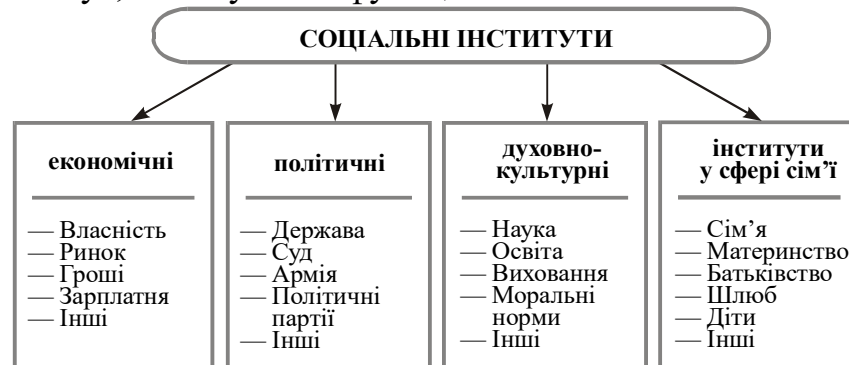 СОЦІАЛЬНІ ІНСТИТУТИ
економічні
— Власність
— Ринок
— Гроші
— Зарплатня
— Інші
політичні
— Держава
— Суд
— Армія
— Політичні
партії
— Інші
духовно-
культурні
— Наука
— Освіта
— Виховання
— Моральні
норми
— Інші
інститути
у сфері сім’ї
— Сім’я
— Материнство
— Батьківство
— Шлюб
— Діти
— Інші